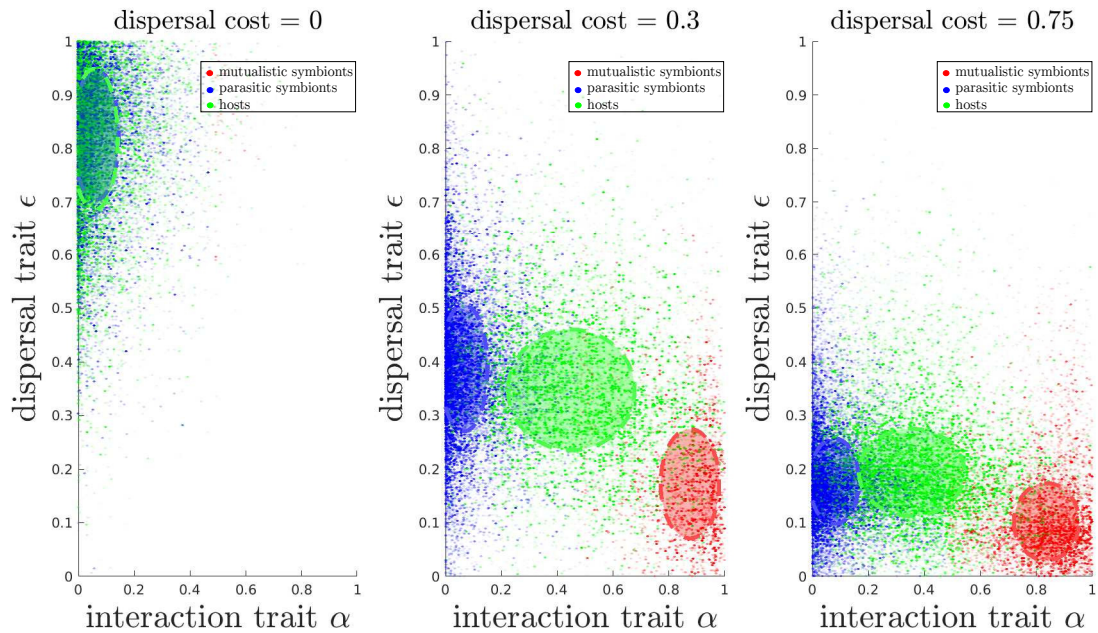 dispersal cost = 0
dispersal trait ϵ
1
0.9
0.8
0.7
0.6
0.5
0.4
0.3
0.2
0.1
0
mutualistic symbionts
parasitic symbionts
hosts
0
0.2
0.4
0.6
0.8
1
interaction trait α
dispersal cost = 0.3
dispersal trait ϵ
1
0.9
0.8
0.7
0.6
0.5
0.4
0.3
0.2
0.1
0
mutualistic symbionts
parasitic symbionts
hosts
0
0.2
0.4
0.6
0.8
1
interaction trait α
dispersal cost = 0.75
dispersal trait ϵ
1
0.9
0.8
0.7
0.6
0.5
0.4
0.3
0.2
0.1
0
mutualistic symbionts
parasitic symbionts
hosts
0
0.2
0.4
0.6
0.8
1
interaction trait α